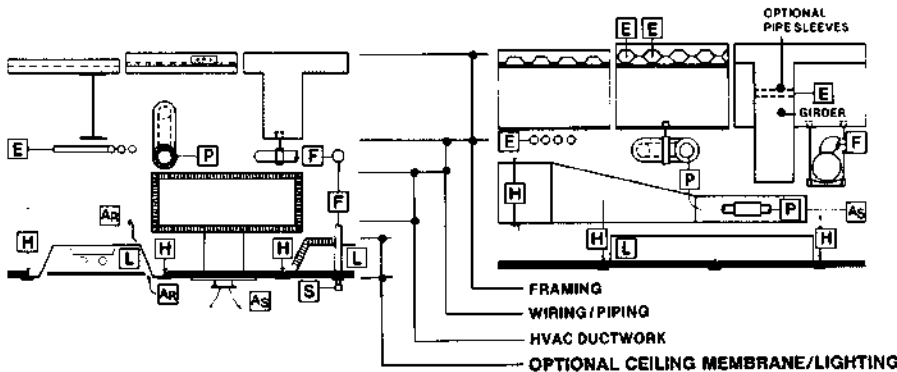 OPTIONAL
PIPE SLEEVES
E E
E
GIRDER
E P F
E
P
F
H
F
P
P
AR
AS
H H H
L L
H L H
AR
AS
S
FRAMING
WIRING/PIPING
HVAC DUCTWORK
OPTIONAL CEILING MEMBRANE/LIGHTING